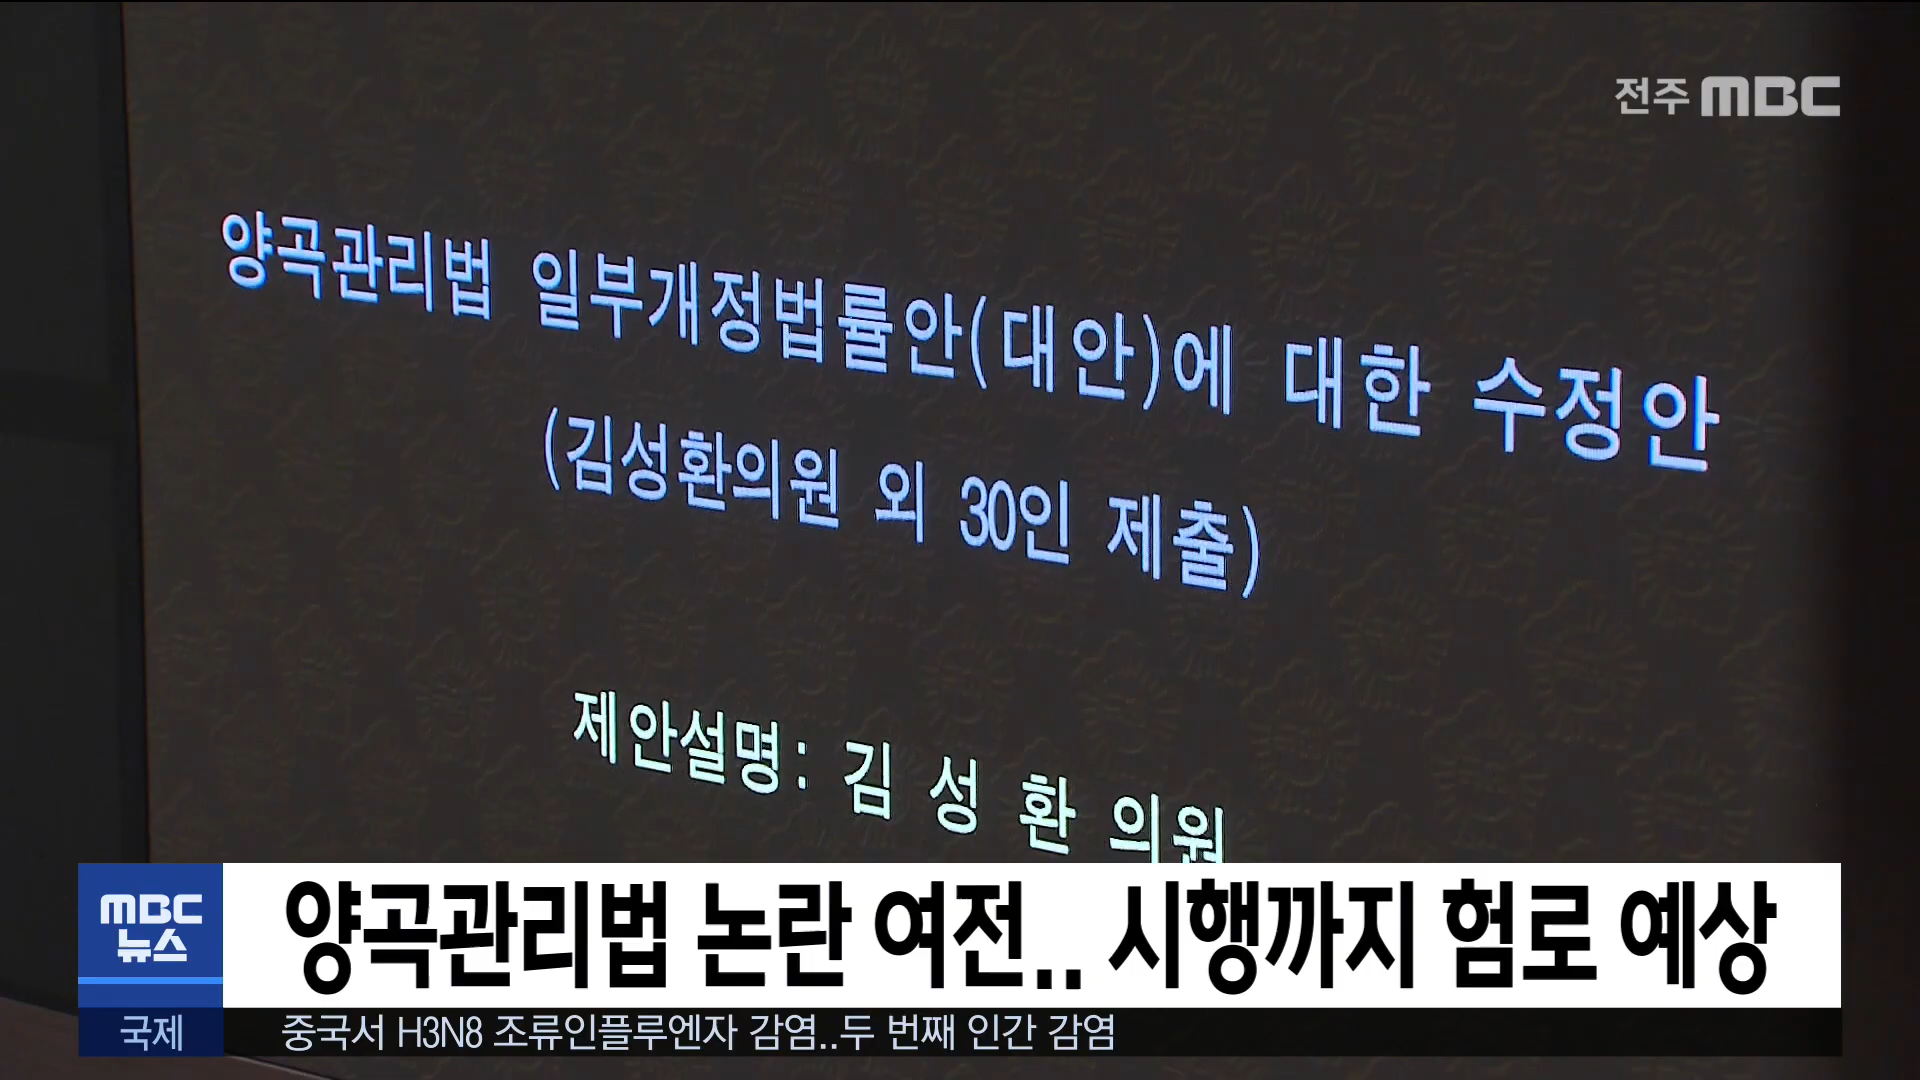 전주 MBC
양곡관리법 일부개정법률안(대안)에 대한 수정안
(김성환의원 외 30인 제출)
제안설명: 김 성 환 의원
MBC
뉴스
양곡관리법 논란 여전.. 시행까지 험로 예상
국제
중국서 H3N8 조류인플루엔자 감염..두 번째 인간 감염